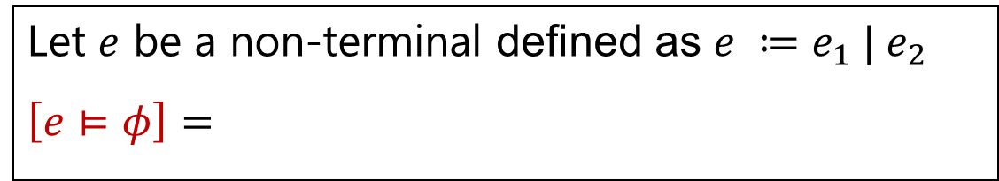 Let 𝑒 be a non-terminal defined as 𝑒 ≔ 𝑒₁ | 𝑒₂
[𝑒 ⊨ 𝜙] =